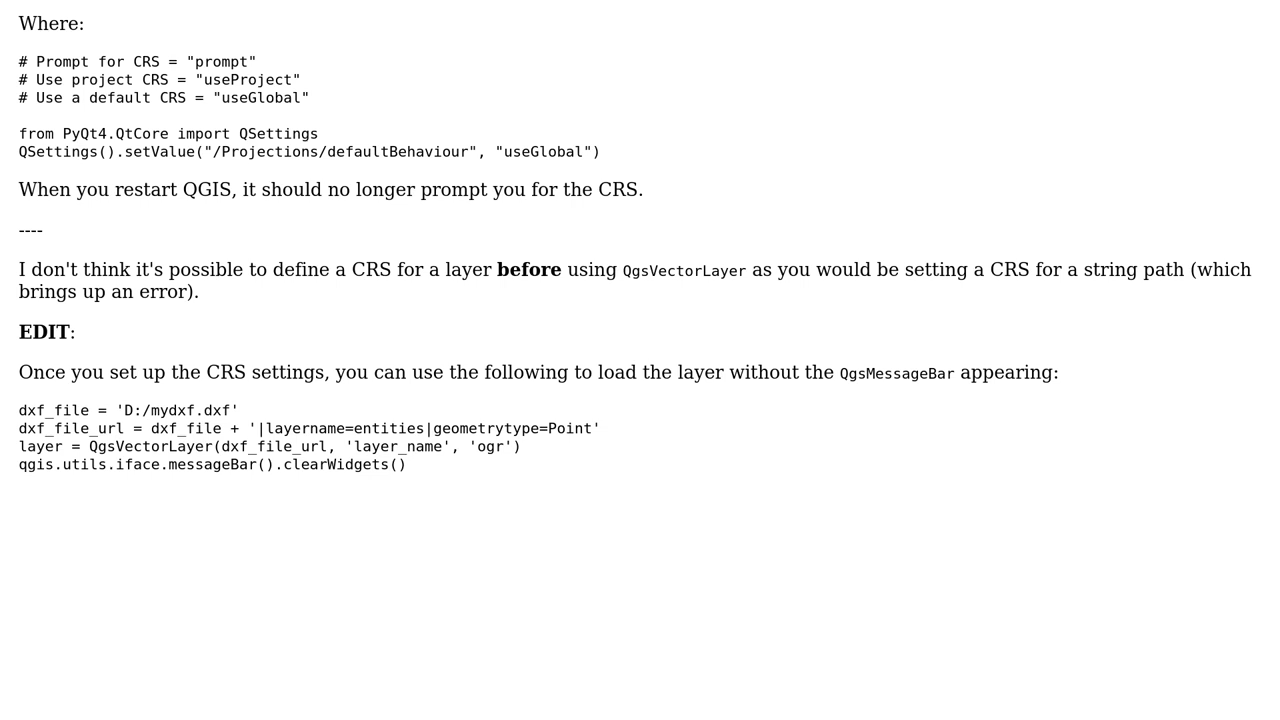 Where:
# Prompt for CRS = "prompt"
# Use project CRS = "useProject"
# Use a default CRS = "useGlobal"
from PyQt4.QtCore import QSettings
QSettings().setValue("/Projections/defaultBehaviour", "useGlobal")
When you restart QGIS, it should no longer prompt you for the CRS.
----
I don't think it's possible to define a CRS for a layer before using QgsVectorLayer as you would be setting a CRS for a string path (which
brings up an error).
EDIT:
Once you set up the CRS settings, you can use the following to load the layer without the QgsMessageBar appearing:
dxf_file = 'D:/mydxf.dxf'
dxf_file_url = dxf_file + '|layername=entities|geometrytype=Point'
layer = QgsVectorLayer(dxf_file_url, 'layer_name', 'ogr')
qgis.utils.iface.messageBar().clearWidgets()